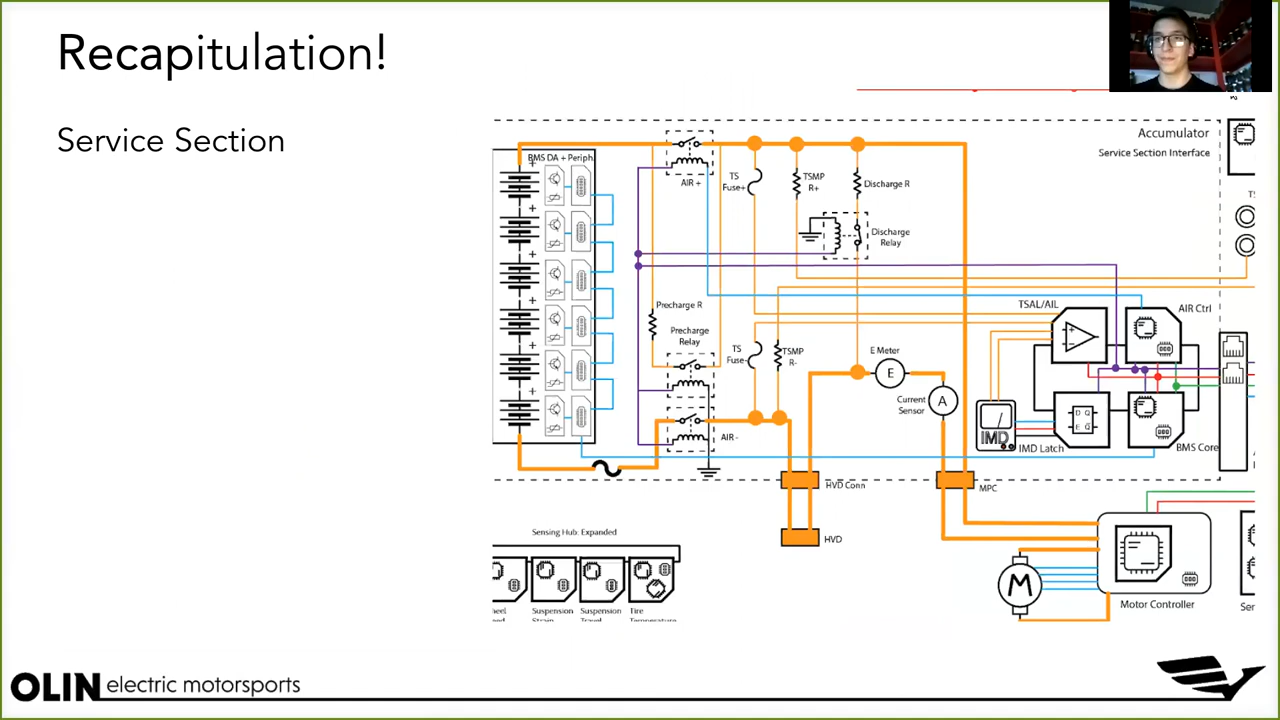 Recapitulation!
Service Section
Accumulator
Service Section Interface
BMS DA + Periph.
AIR +
TS
Fuse+
TSMP
R+
Discharge R
Discharge
Relay
Precharge R
Precharge
Relay
TS
Fuse-
TSMP
R-
E Meter
E
Current
Sensor
A
TSAL/AIL
AIR Ctrl
IMD
IMD Latch
D Q
E Q
BMS Core
AIR -
HVD Conn
MPC
HVD
Sensing Hub: Expanded
Suspension
Strain
Suspension
Travel
Tire
Temperature
M
Motor Controller
OLIN electric motorsports